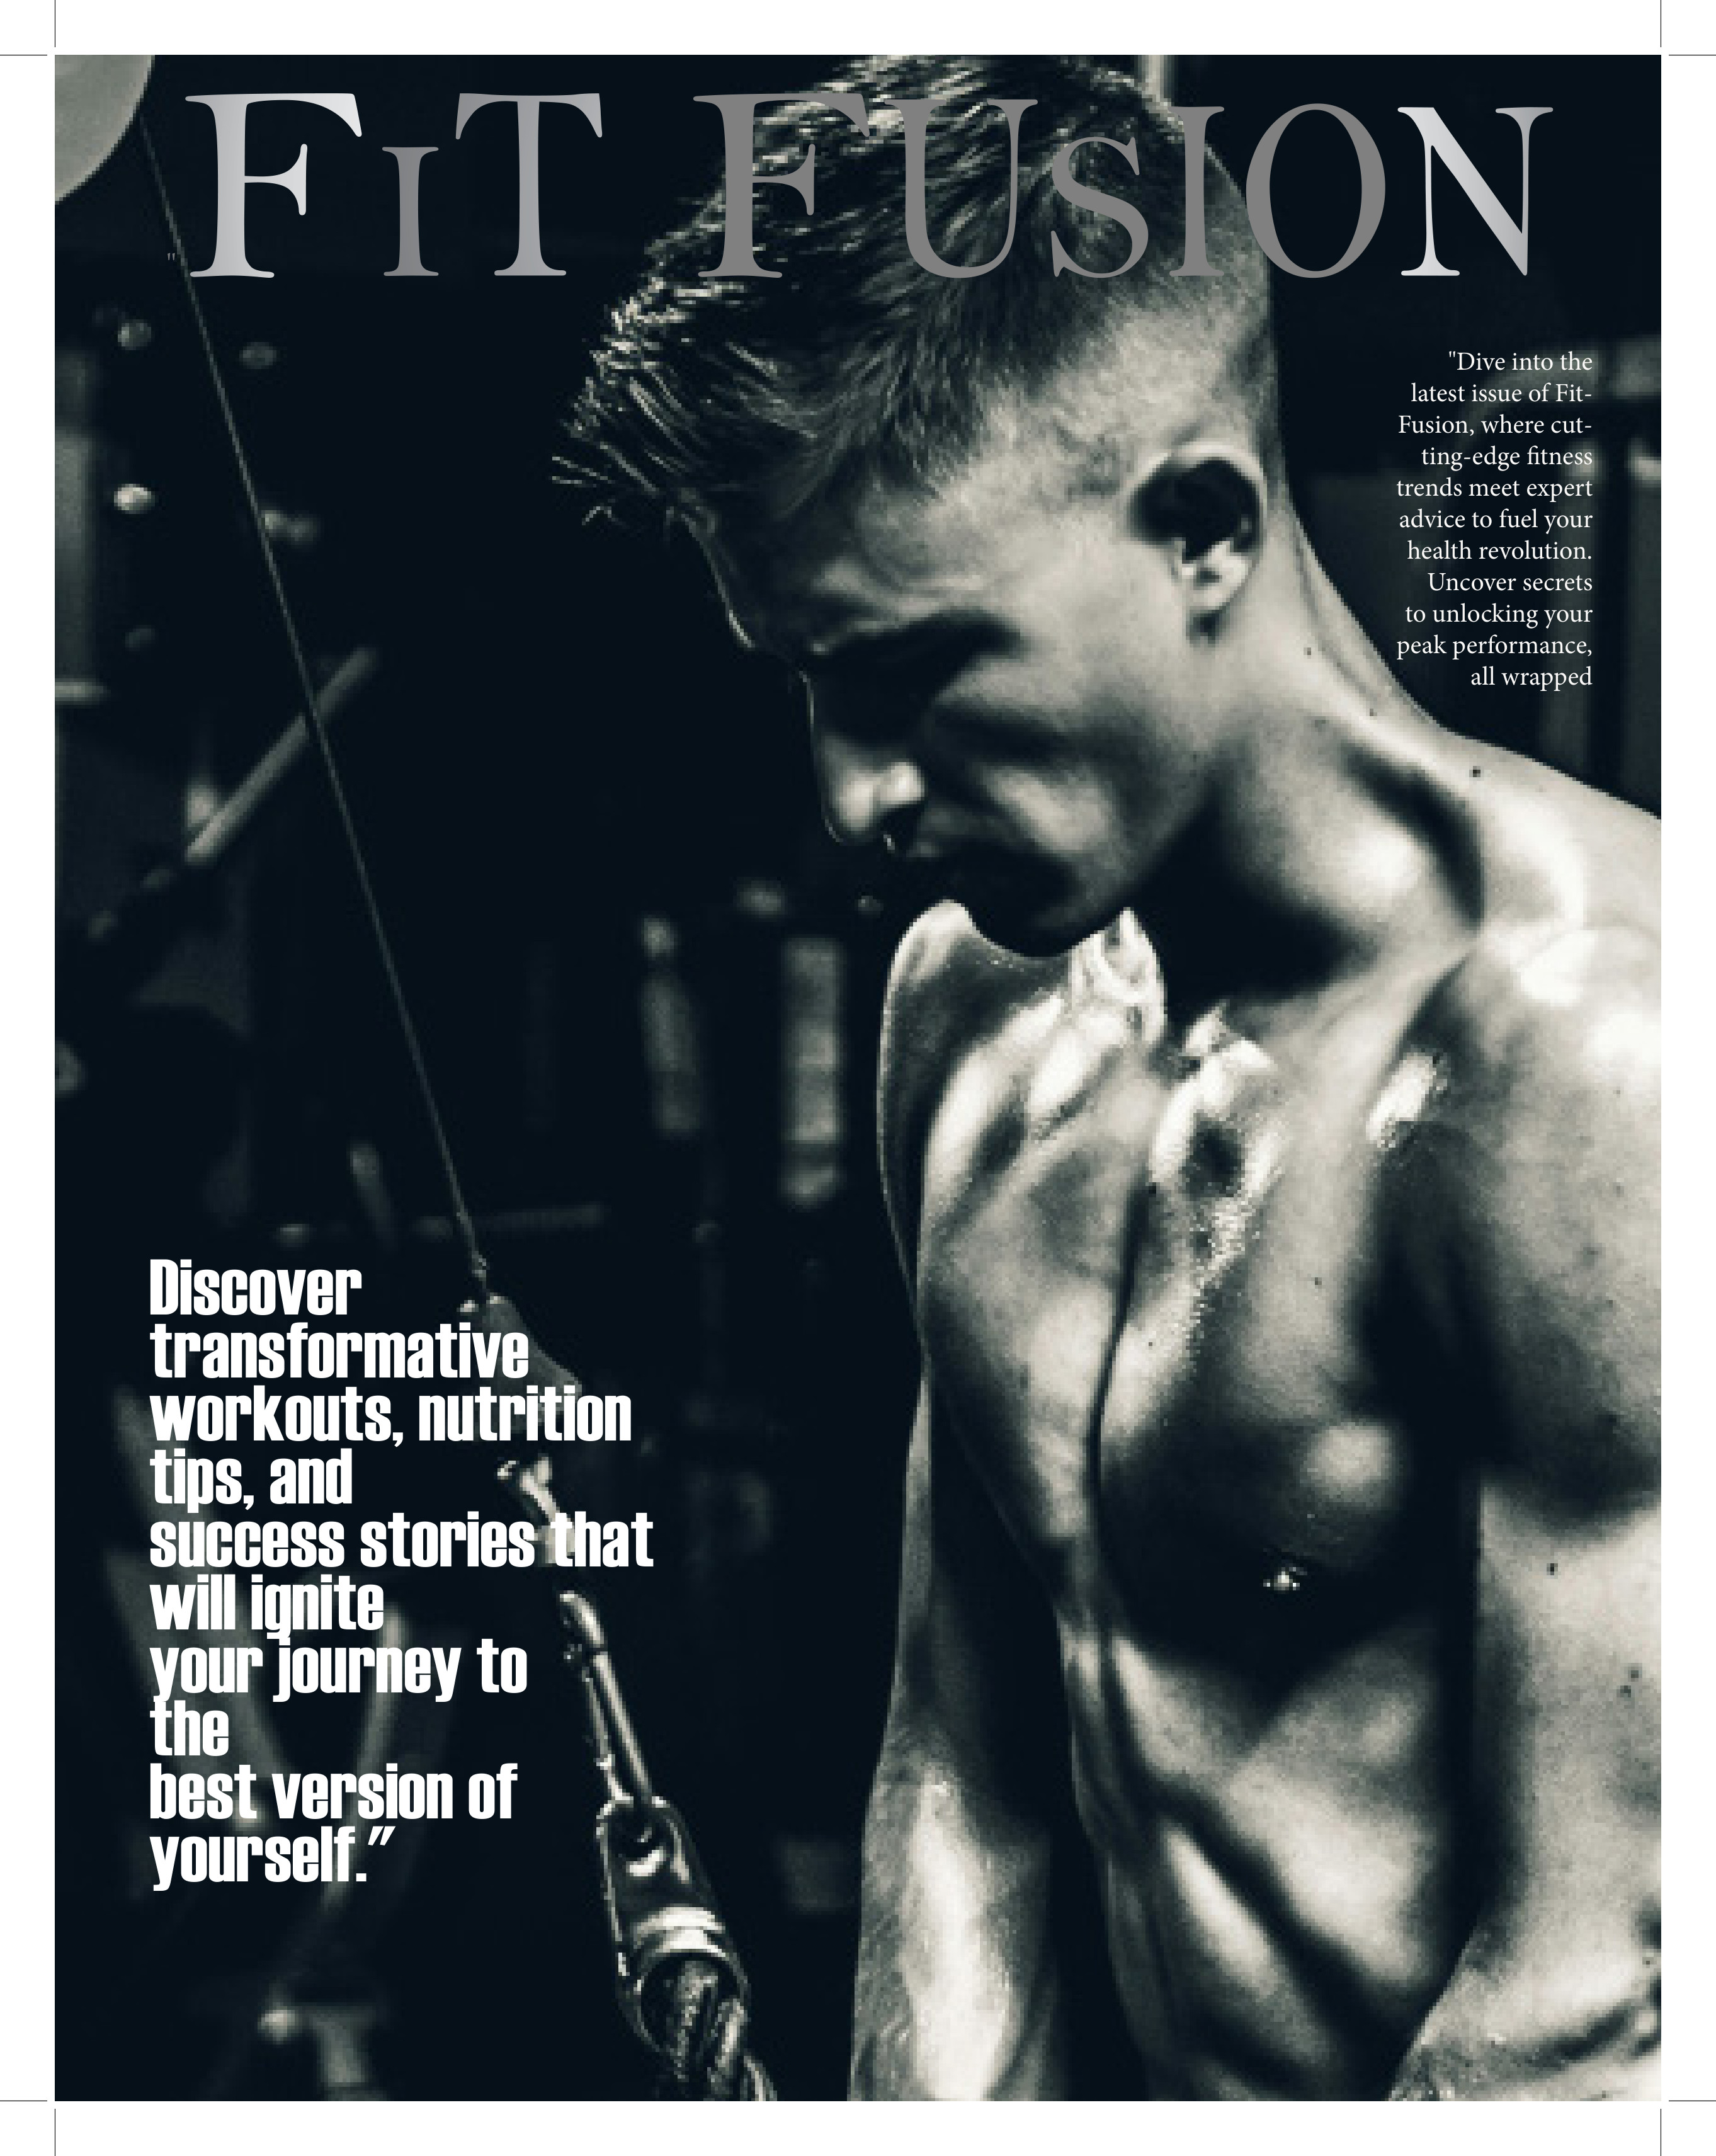 FiT FUsION
"
"Dive into the
latest issue of Fit-
Fusion, where cut-
ting-edge fitness
trends meet expert
advice to fuel your
health revolution.
Uncover secrets
to unlocking your
peak performance,
all wrapped
Discover
transformative
workouts, nutrition
tips, and
success stories that
will ignite
your journey to
the
best version of
yourself."